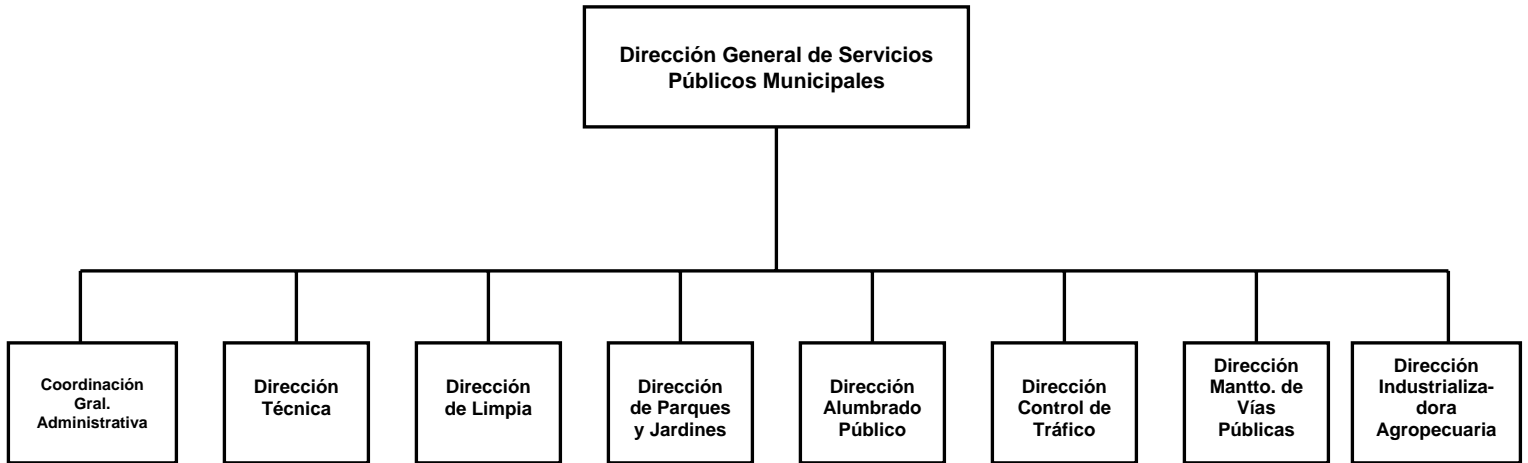 Dirección General de Servicios
Públicos Municipales
Coordinación
Gral.
Administrativa
Dirección
Técnica
Dirección
de Limpia
Dirección
de Parques
y Jardines
Dirección
Alumbrado
Público
Dirección
Control de
Tráfico
Dirección
Mantto. de
Vías
Públicas
Dirección
Industrializa-
dora
Agropecuaria